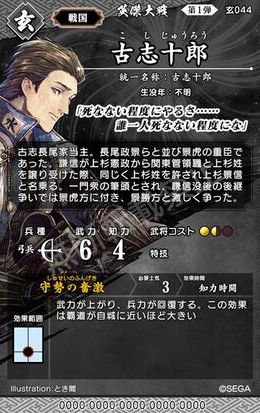 玄
戦国
英傑大戦
第1弾
玄044
こ し じゅうろう
古志十郎
統一名称：古志十郎
生没年：不明
「死なない程度にやるさ……
誰一人死なない程度にな」
古志長尾家当主。長尾政景らと並び景虎の重臣で
あった。謙信が上杉憲政から関東管領職と上杉姓
を譲り受けた際、同じく上杉姓を許され上杉景信
と名乗る。一門衆の筆頭とされ、謙信没後の後継
争いでは景虎方に付き、景勝方と激しく争った。
兵種 武力 知力 武将コスト
弓兵 6 4 特技
しゅせいのふんげき
守勢の奮激
必要士気
3
効果時間
知力時間
効果範囲
武力が上がり、兵力が回復する。この効果
は覇道が自城に近いほど大きい
Illustration:とき間
©SEGA
0000-0000-0000-0000-0000